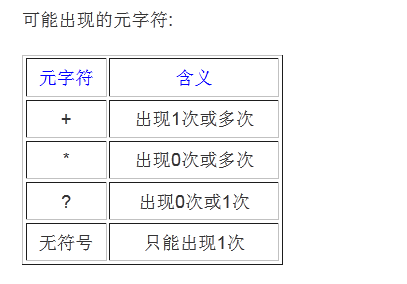 可能出现的元字符:
元字符 含义
+ 出现1次或多次
* 出现0次或多次
? 出现0次或1次
无符号 只能出现1次